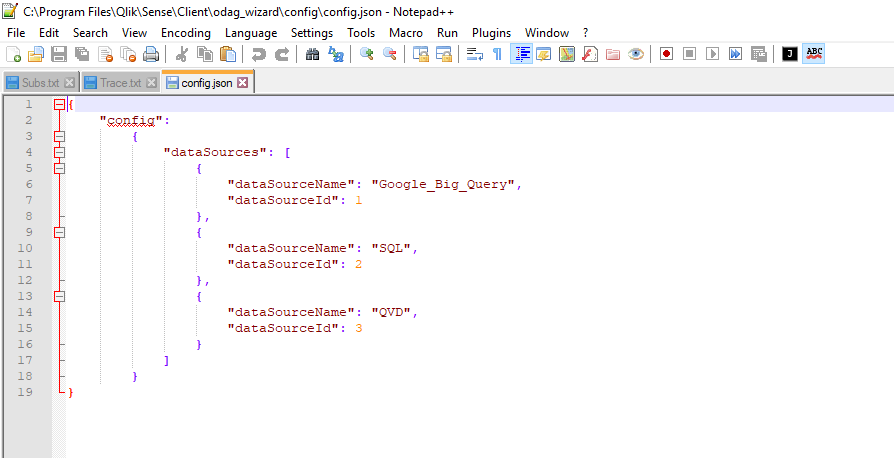 C:\Program Files\Qlik\Sense\Client\odag_wizard\config\config.json - Notepad++
File Edit Search View Encoding Language Settings Tools Macro Run Plugins Window ?
J ABC
Subs.txt Trace.txt config.json
1 {
2 "config":
3 {
4 "dataSources": [
5 {
6 "dataSourceName": "Google_Big_Query",
7 "dataSourceId": 1
8 },
9 {
10 "dataSourceName": "SQL",
11 "dataSourceId": 2
12 },
13 {
14 "dataSourceName": "QVD",
15 "dataSourceId": 3
16 }
17 ]
18 }
19 }